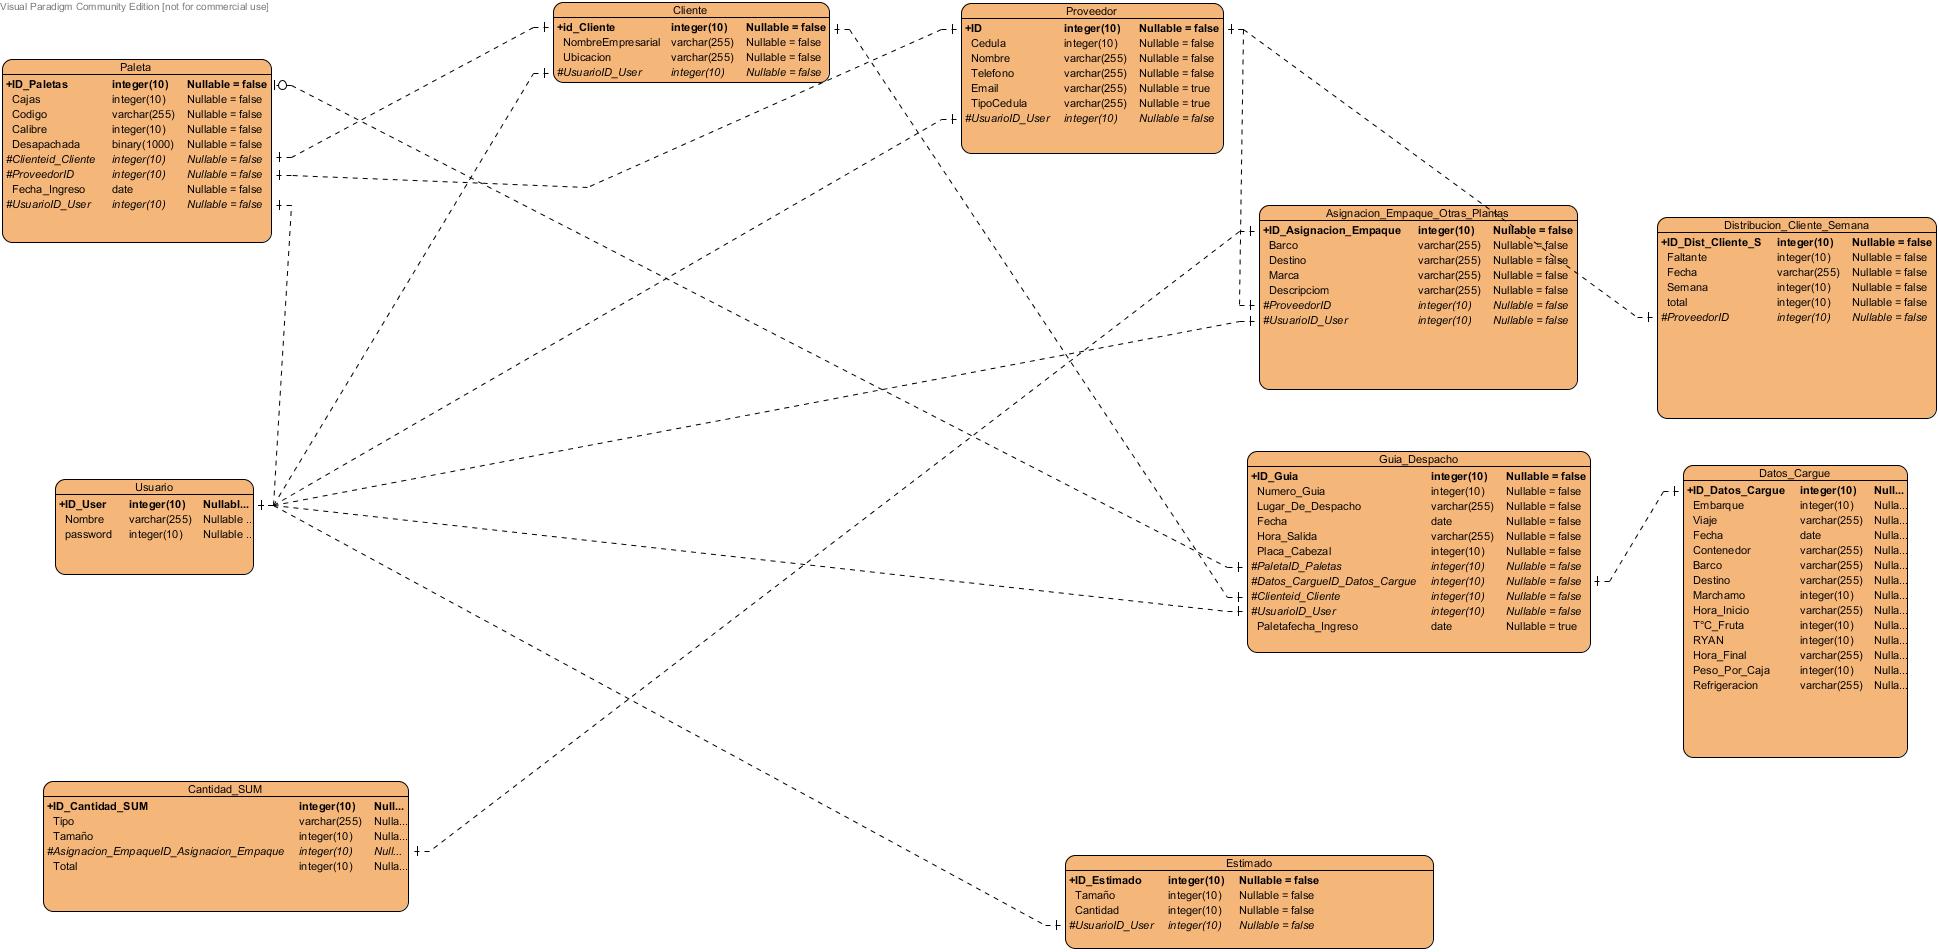 Visual Paradigm Community Edition [not for commercial use]
Paleta
+ID_Paletas integer(10) Nullable = false
Cajas integer(10) Nullable = false
Codigo varchar(255) Nullable = false
Calibre integer(10) Nullable = false
Desapachada binary(1000) Nullable = false
#Clienteid_Cliente integer(10) Nullable = false
#ProveedorID integer(10) Nullable = false
Fecha_Ingreso date Nullable = false
#UsuarioID_User integer(10) Nullable = false
Cliente
+id_Cliente integer(10) Nullable = false
NombreEmpresarial varchar(255) Nullable = false
Ubicacion varchar(255) Nullable = false
#UsuarioID_User integer(10) Nullable = false
Proveedor
+ID integer(10) Nullable = false
Cedula integer(10) Nullable = false
Nombre varchar(255) Nullable = false
Telefono varchar(255) Nullable = false
Email varchar(255) Nullable = true
TipoCedula varchar(255) Nullable = true
#UsuarioID_User integer(10) Nullable = false
Asignacion_Empaque_Otras_Plantas
+ID_Asignacion_Empaque integer(10) Nullable = false
Barco varchar(255) Nullable = false
Destino varchar(255) Nullable = false
Marca varchar(255) Nullable = false
Descripciom varchar(255) Nullable = false
#ProveedorID integer(10) Nullable = false
#UsuarioID_User integer(10) Nullable = false
Distribucion_Cliente_Semana
+ID_Dist_Cliente_S integer(10) Nullable = false
Faltante integer(10) Nullable = false
Fecha varchar(255) Nullable = false
Semana integer(10) Nullable = false
total integer(10) Nullable = false
#ProveedorID integer(10) Nullable = false
Usuario
+ID_User integer(10) Nullabl...
Nombre varchar(255) Nullable ...
password integer(10) Nullable ...
Guia_Despacho
+ID_Guia integer(10) Nullable = false
Numero_Guia integer(10) Nullable = false
Lugar_De_Despacho varchar(255) Nullable = false
Fecha date Nullable = false
Hora_Salida varchar(255) Nullable = false
Placa_Cabezal integer(10) Nullable = false
#PaletaID_Paletas integer(10) Nullable = false
#Datos_CargueID_Datos_Cargue integer(10) Nullable = false
#Clienteid_Cliente integer(10) Nullable = false
#UsuarioID_User integer(10) Nullable = false
Paletafecha_Ingreso date Nullable = true
Datos_Cargue
+ID_Datos_Cargue integer(10) Null...
Embarque integer(10) Nulla...
Viaje varchar(255) Nulla...
Fecha date Nulla...
Contenedor varchar(255) Nulla...
Barco varchar(255) Nulla...
Destino varchar(255) Nulla...
Marchamo integer(10) Nulla...
Hora_Inicio varchar(255) Nulla...
T°C_Fruta integer(10) Nulla...
RYAN integer(10) Nulla...
Hora_Final varchar(255) Nulla...
Peso_Por_Caja integer(10) Nulla...
Refrigeracion varchar(255) Nulla...
Cantidad_SUM
+ID_Cantidad_SUM integer(10) Null...
Tipo varchar(255) Nulla...
Tamaño integer(10) Nulla...
#Asignacion_EmpaqueID_Asignacion_Empaque integer(10) Null...
Total integer(10) Nulla...
Estimado
+ID_Estimado integer(10) Nullable = false
Tamaño integer(10) Nullable = false
Cantidad integer(10) Nullable = false
#UsuarioID_User integer(10) Nullable = false